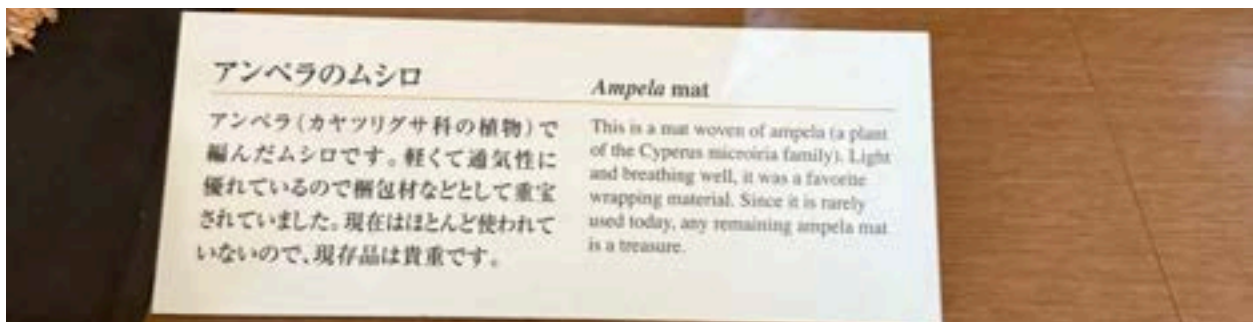 アンペラのムシロ
アンペラ(カヤツリグサ科の植物)で
編んだムシロです。軽くて通気性に
優れているので梱包材などとして重宝
されていました。現在はほとんど使われて
いないので、現存品は貴重です。
Ampela mat
This is a mat woven of ampela (a plant
of the Cyperus microiria family). Light
and breathing well, it was a favorite
wrapping material. Since it is rarely
used today, any remaining ampela mat
is a treasure.